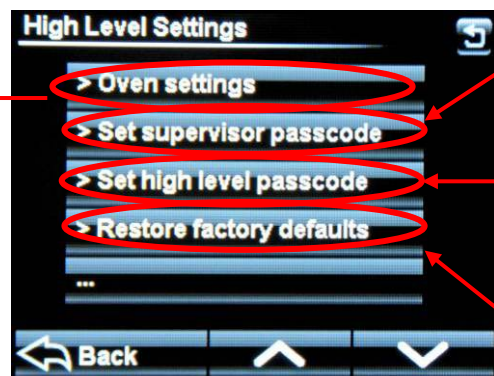 High Level Settings
> Oven settings
> Set supervisor passcode
> Set high level passcode
> Restore factory defaults
...
Back